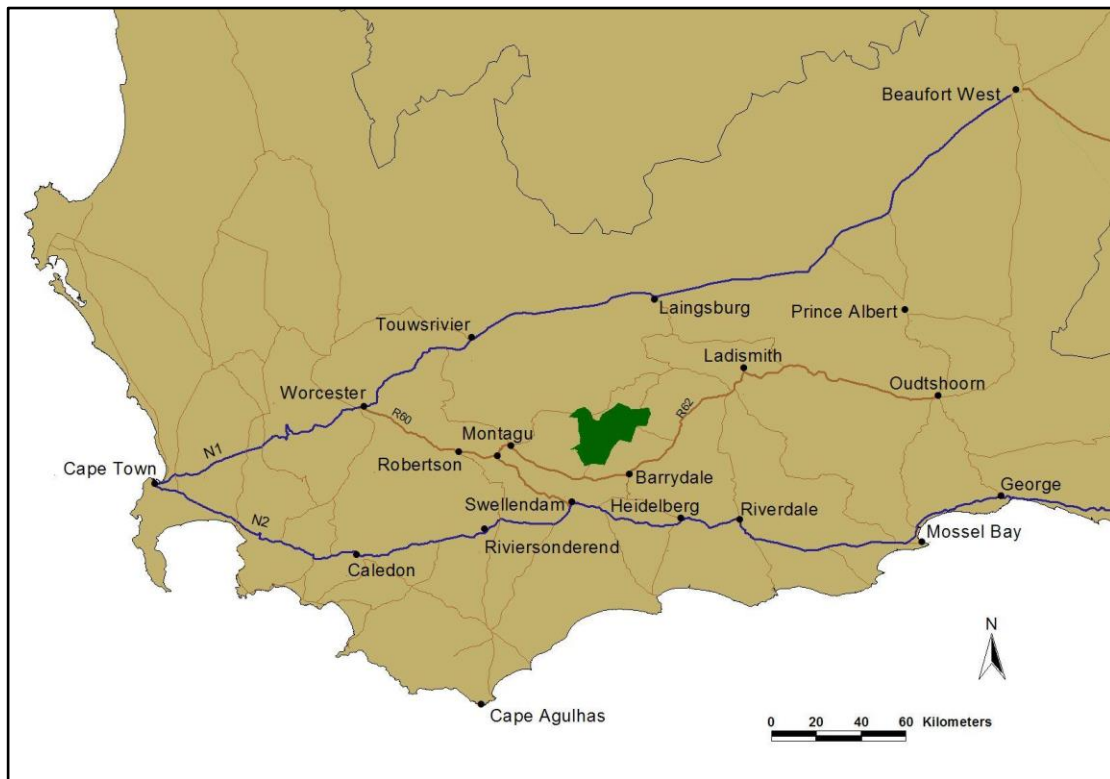 Beaufort West
Laingsburg
Prince Albert
Touwsrivier
Ladismith
Worcester
Oudtshoorn
R60
R62
N1
Montagu
Cape Town
Robertson
Barrydale
George
Swellendam
Heidelberg
Riverdale
N2
Mossel Bay
Riviersonderend
Caledon
N
Cape Agulhas
0 20 40 60 Kilometers